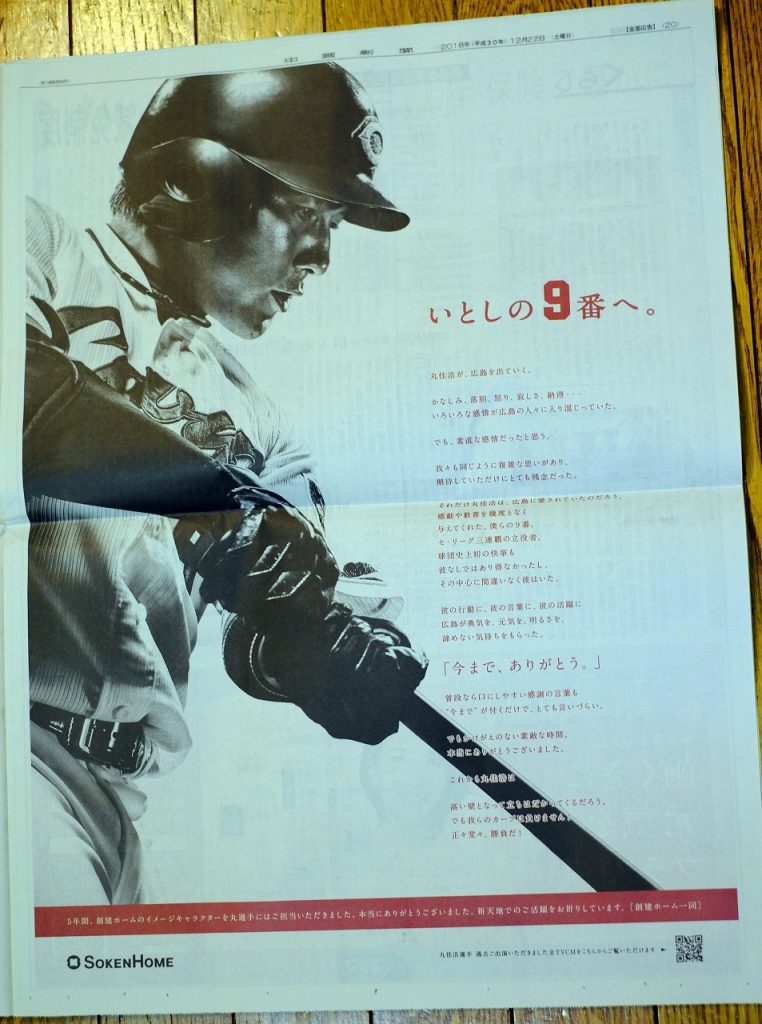 中国新聞
2018年(平成30年)12月22日 (土曜日)
【全面広告】 (20)
いとしの9番へ。
丸佳浩が、広島を出ていく。
かなしみ、落胆、怒り、寂しさ、納得・・・
いろいろな感情が広島の人々に入り混じっていた。
でも、素直な感情だったと思う。
我々も同じように複雑な思いがあり、
期待していただけにとても残念だった。
それだけ丸佳浩は、広島に愛されていたのだろう。
感動や歓喜を幾度となく
与えてくれた、僕らの9番。
セ・リーグ三連覇の立役者。
球団史上初の快挙も
彼なしではあり得なかったし、
その中心に間違いなく彼はいた。
彼の行動に、彼の言葉に、彼の活躍に
広島が勇気を、元気を、明るさを、
諦めない気持ちをもらった。
「今まで、ありがとう。」
普段なら口にしやすい感謝の言葉も
“今まで”が付くだけで、とても言いづらい。
でもかけがえのない素敵な時間。
本当にありがとうございました。
これから丸佳浩は
高い壁となって立ちはだかってくるだろう。
でも我らのカープは負けません!
正々堂々、勝負だ!
5年間、創建ホームのイメージキャラクターを丸選手にはご担当いただきました。本当にありがとうございました。新天地でのご活躍をお祈りしています。[創建ホーム一同]
SOKENHOME
丸佳浩選手 過去ご出演いただきました全TVCMをこちらからご覧いただけます ►